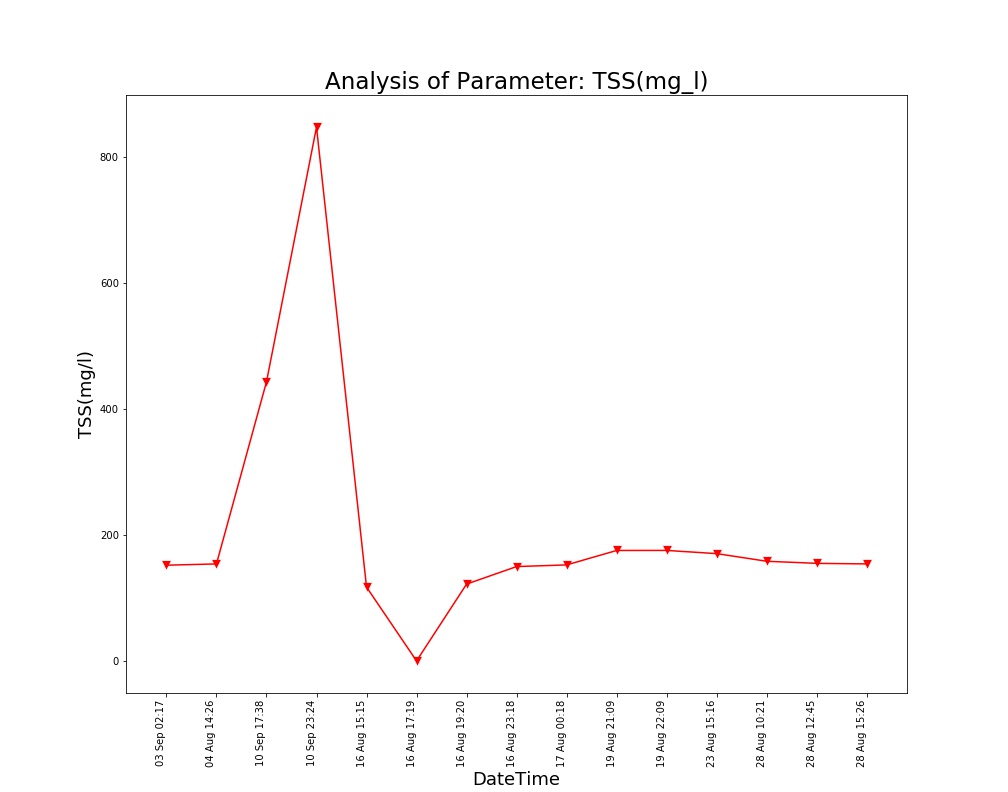 Analysis of Parameter: TSS(mg_l)
800
600
400
200
0
TSS(mg/l)
03 Sep 02:17
04 Aug 14:26
10 Sep 17:38
10 Sep 23:24
16 Aug 15:15
16 Aug 17:19
16 Aug 19:20
16 Aug 23:18
17 Aug 00:18
19 Aug 21:09
19 Aug 22:09
23 Aug 15:16
28 Aug 10:21
28 Aug 12:45
28 Aug 15:26
DateTime